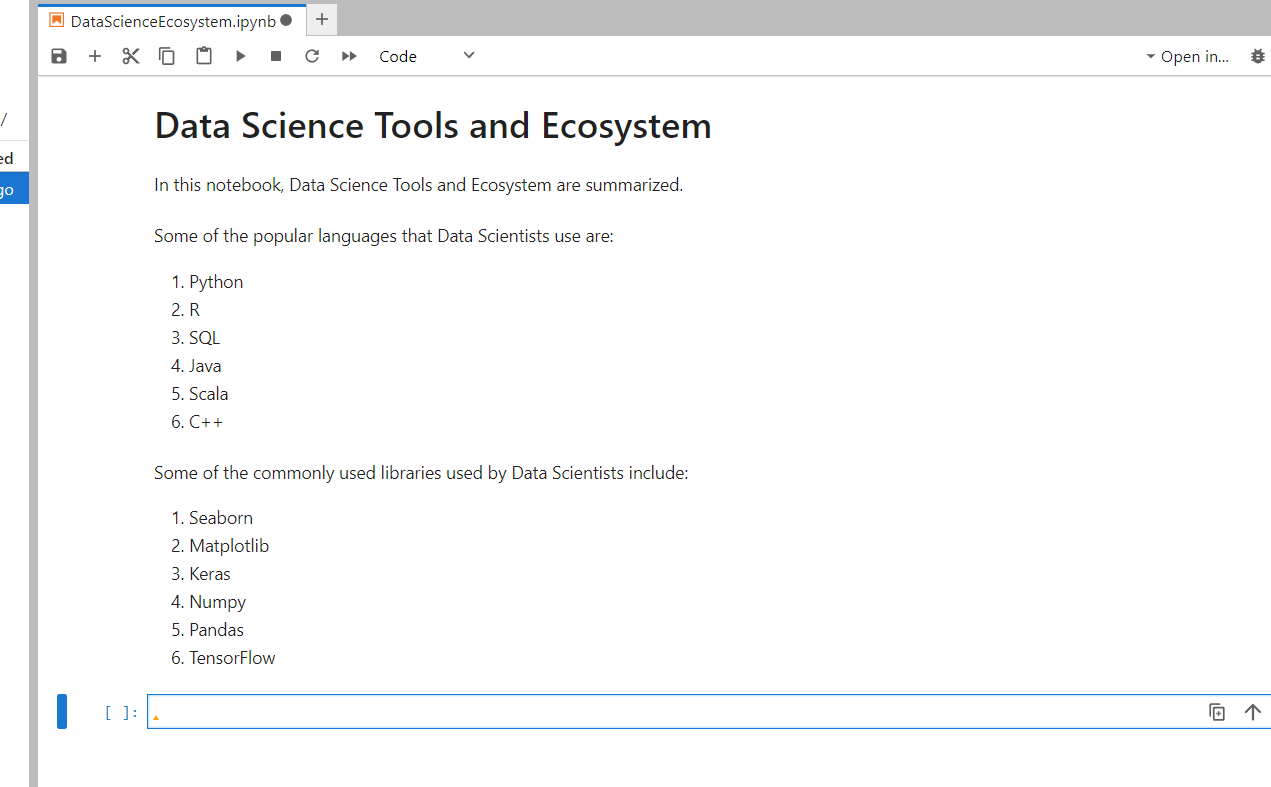 DataScienceEcosystem.ipynb
Code
Open in...
/
ed
go
Data Science Tools and Ecosystem
In this notebook, Data Science Tools and Ecosystem are summarized.
Some of the popular languages that Data Scientists use are:
1. Python
2. R
3. SQL
4. Java
5. Scala
6. C++
Some of the commonly used libraries used by Data Scientists include:
1. Seaborn
2. Matplotlib
3. Keras
4. Numpy
5. Pandas
6. TensorFlow
[ ]: